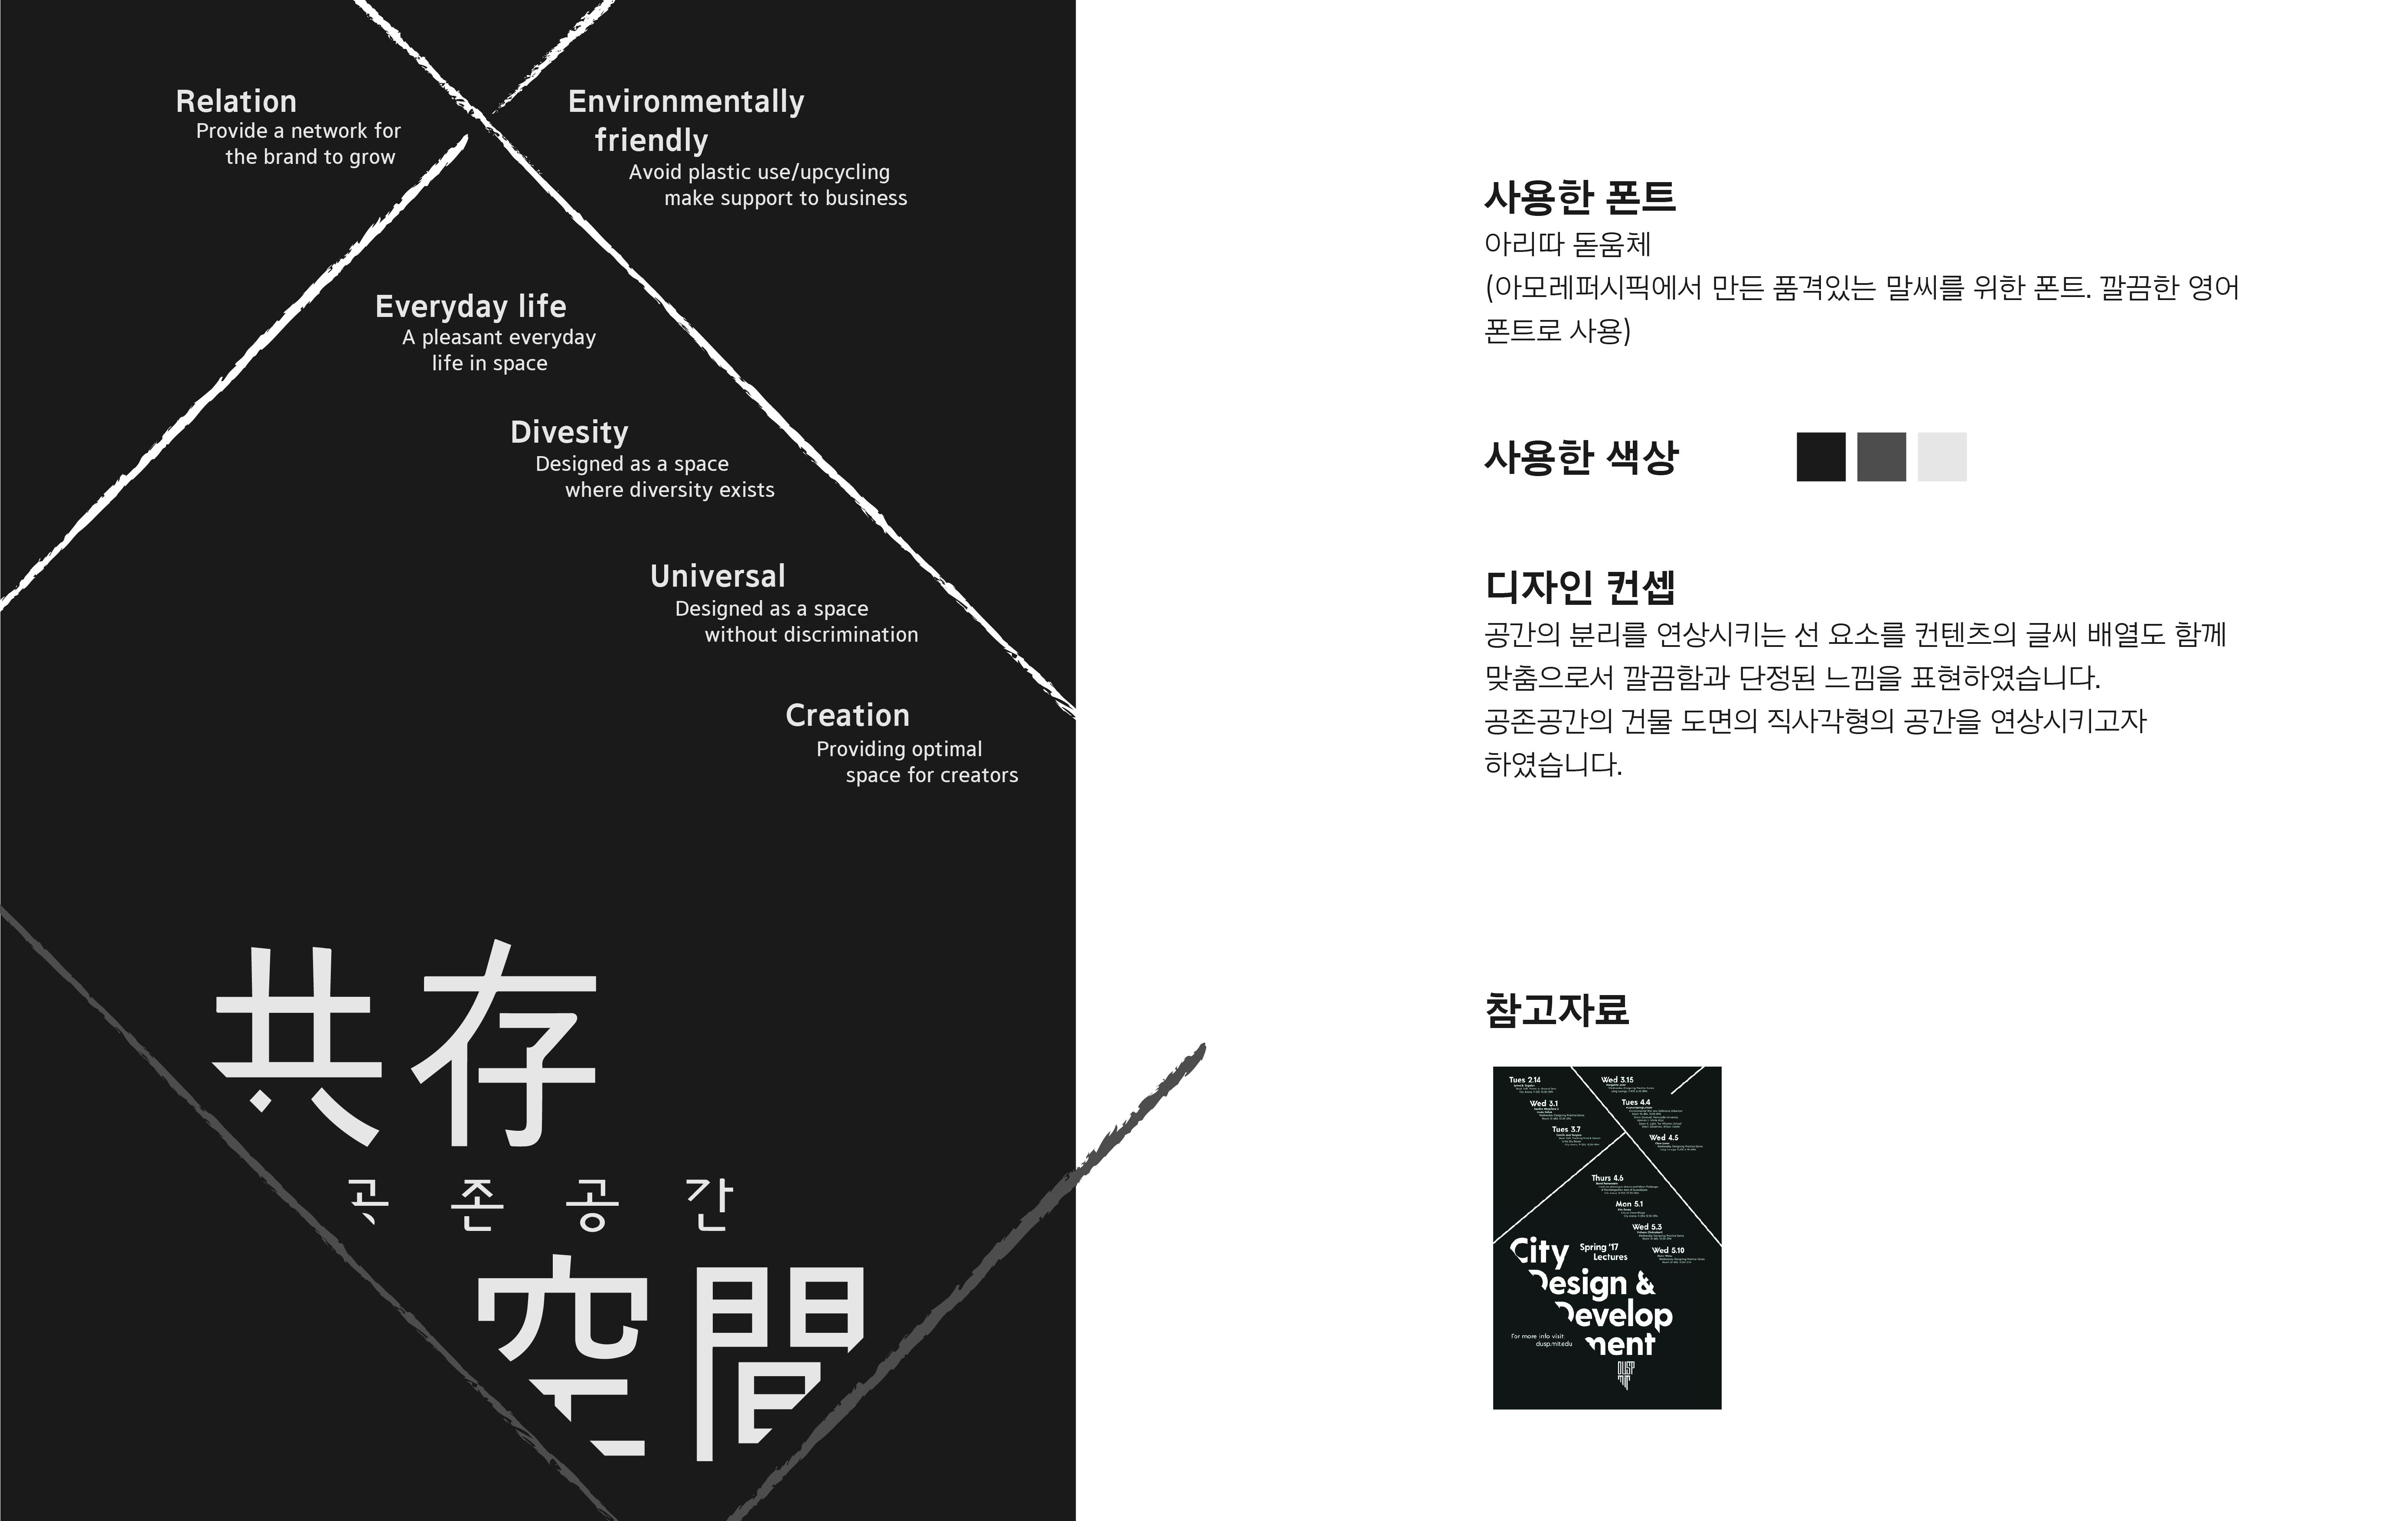 Relation
Provide a network for
the brand to grow
Environmentally
friendly
Avoid plastic use/upcycling
make support to business
Everyday life
A pleasant everyday
life in space
Divesity
Designed as a space
where diversity exists
Universal
Designed as a space
without discrimination
Creation
Providing optimal
space for creators
共存
공존공간
空間
사용한 폰트
아리따 돋움체
(아모레퍼시픽에서 만든 품격있는 말씨를 위한 폰트. 깔끔한 영어
폰트로 사용)
사용한 색상
디자인 컨셉
공간의 분리를 연상시키는 선 요소를 컨텐츠의 글씨 배열도 함께
맞춤으로서 깔끔함과 단정된 느낌을 표현하였습니다.
공존공간의 건물 도면의 직사각형의 공간을 연상시키고자
하였습니다.
참고자료
Tues 2.14
Wed 3.15
Wed 3.1
Tues 4.4
Tues 3.7
Wed 4.5
Thurs 4.6
Mon 5.1
Wed 5.3
Wed 5.10
City
Spring '17
Lectures
Design &
Develop
ment
For more info visit:
dusp.mit.edu